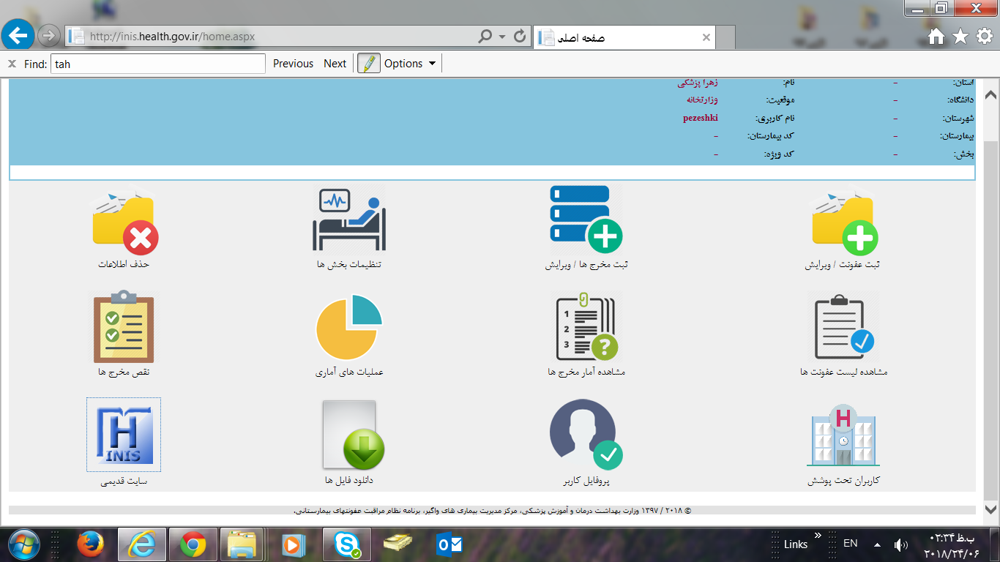 http://inis.health.gov.ir/home.aspx
صفحه اصلی
Find: tah Previous Next Options
استان: - نام: زهرا پزشکی
دانشگاه: - موقعیت: وزارتخانه
شهرستان: - نام کاربری: pezeshki
بیمارستان: - کد بیمارستان: -
بخش: - کد ویژه: -
ثبت عفونت / ویرایش
ثبت مخرج ها / ویرایش
تنظیمات بخش ها
حذف اطلاعات
مشاهده لیست عفونت ها
مشاهده آمار مخرج ها
عملیات های آماری
نقص مخرج ها
کاربران تحت پوشش
پروفایل کاربر
دانلود فایل ها
H INIS
سایت قدیمی
© ۲۰۱۸ / ۱۳۹۷ وزارت بهداشت درمان و آموزش پزشکی، مرکز مدیریت بیماری های واگیر، برنامه نظام مراقبت عفونتهای بیمارستانی،
Links
EN
۰۳:۳۴ ب.ظ
۲۰۱۸/۲۴/۰۶